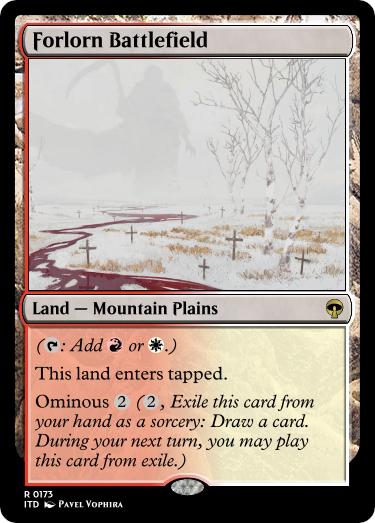 Forlorn Battlefield
Land — Mountain Plains
(T: Add R or W.)
This land enters tapped.
Ominous 2 (2, Exile this card from
your hand as a sorcery: Draw a card.
During your next turn, you may play
this card from exile.)
R 0173
ITD Pavel Vophira